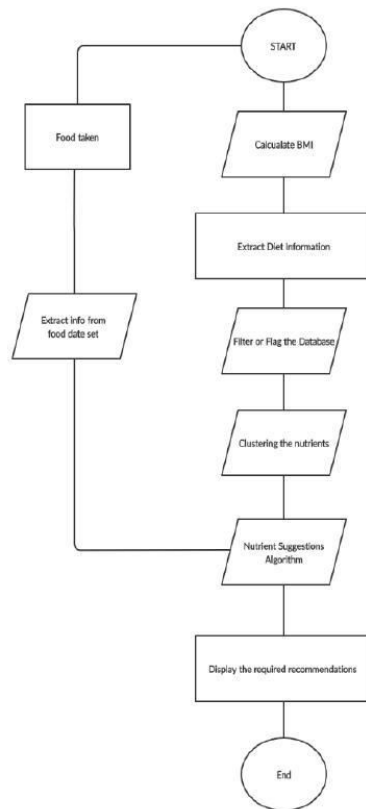 START
Food taken
Calcualate BMI
Extract Diet information
Extract info from
food date set
Filter or Flag the Database
Clustering the nutrients
Nutrient Suggestions
Algorithm
Display the required recommendations
End